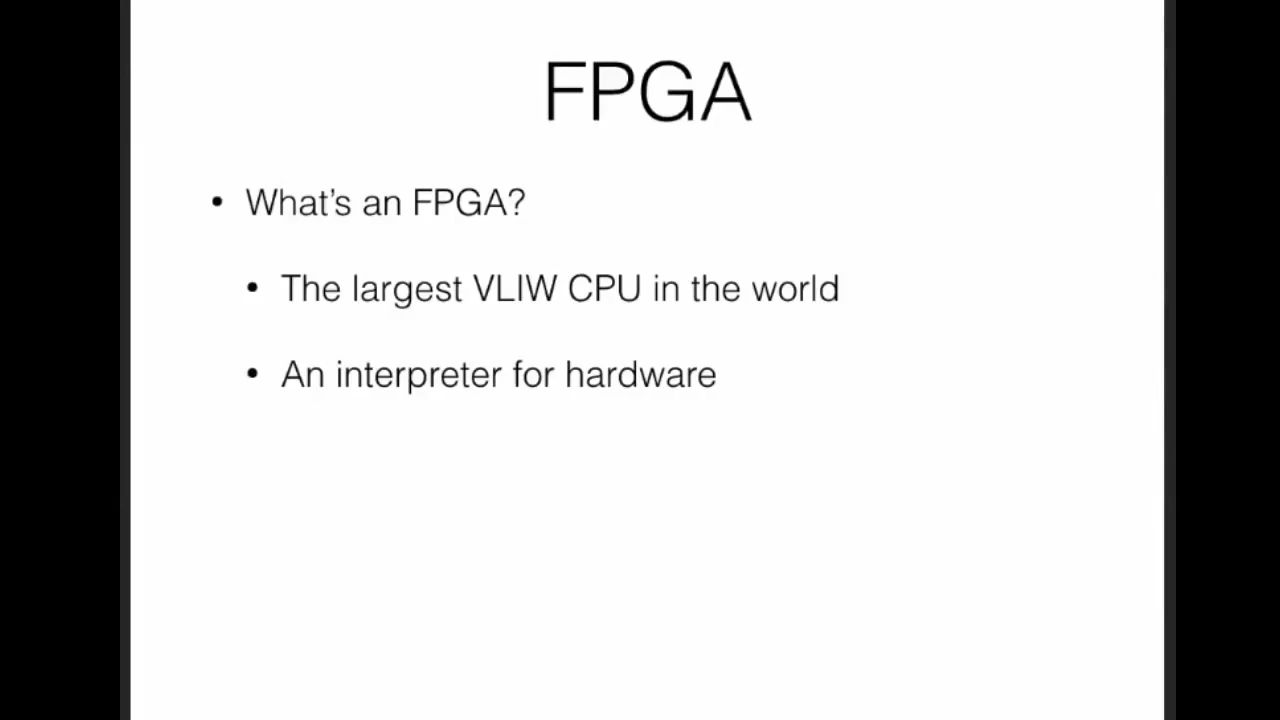 FPGA
• What’s an FPGA?
• The largest VLIW CPU in the world
• An interpreter for hardware